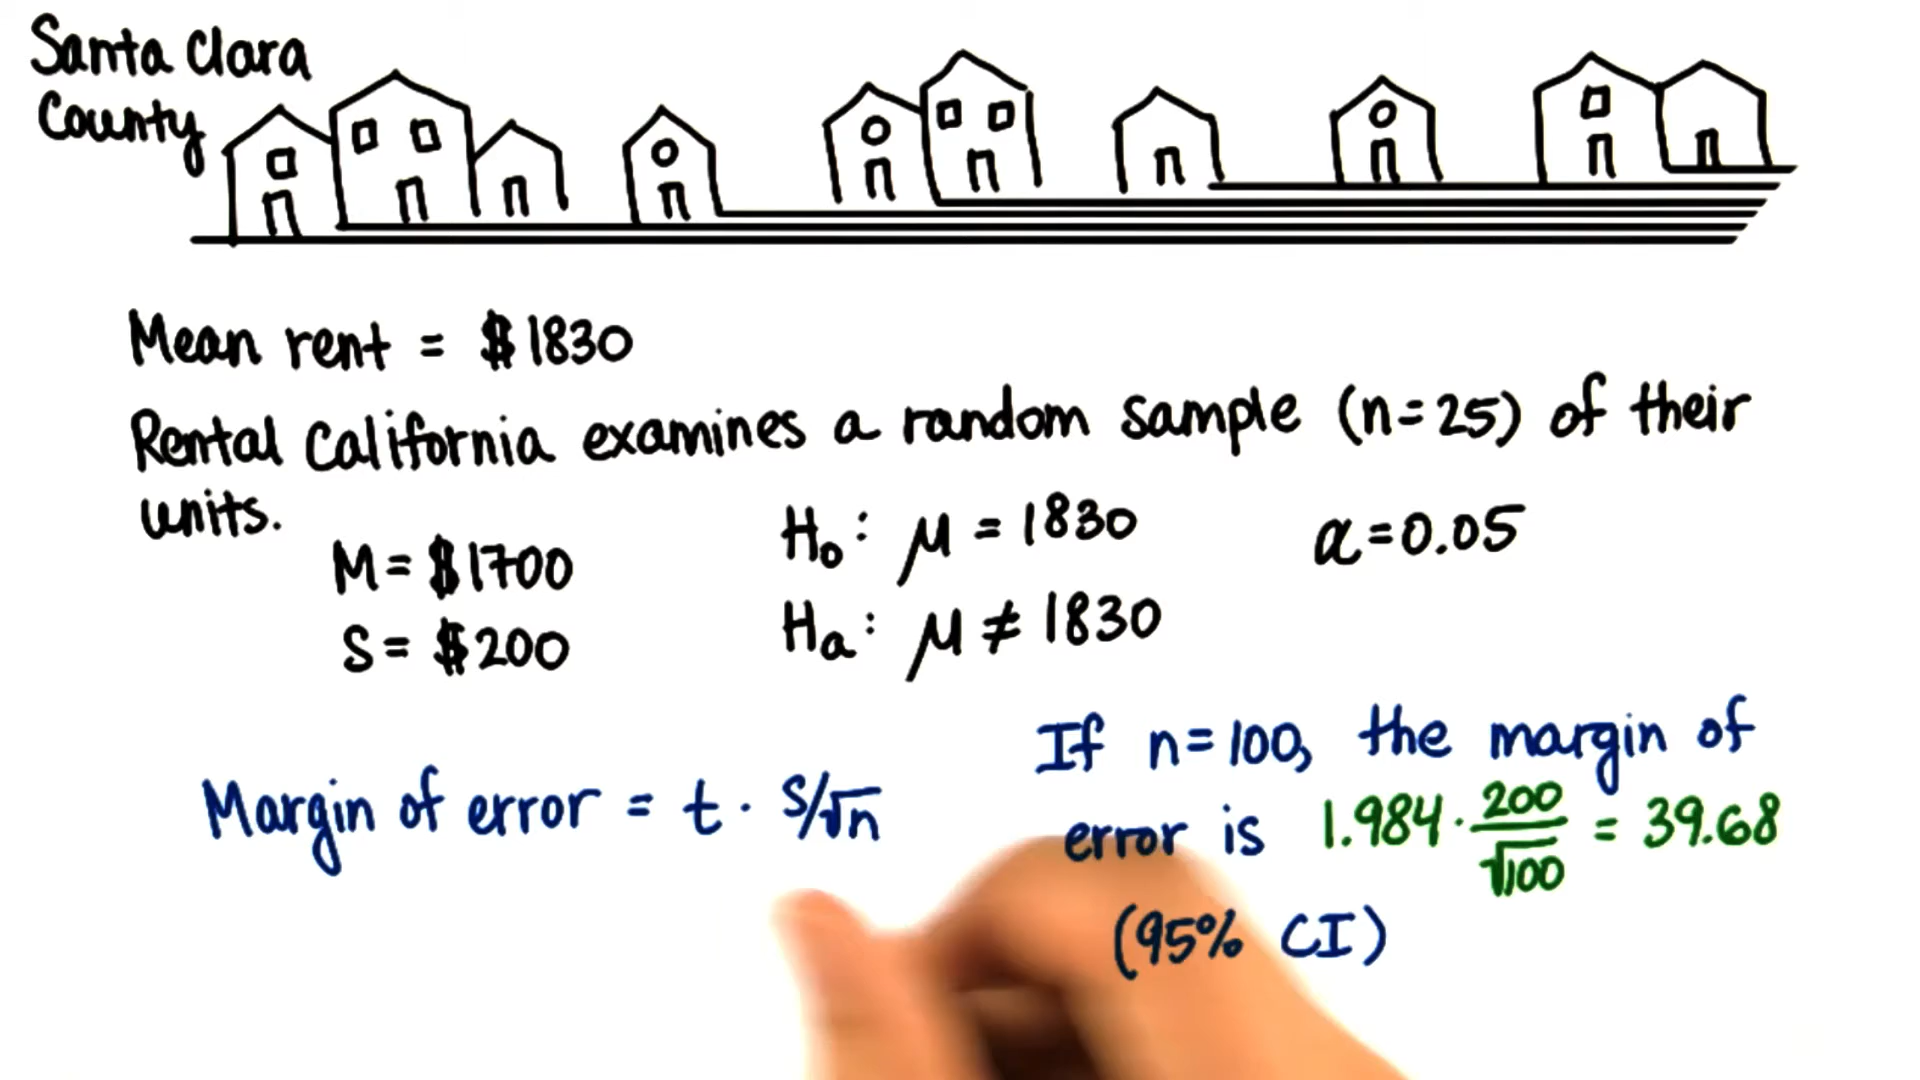 Santa Clara
County
Mean rent = $1830
Rental California examines a random sample (n=25) of their
units.
M = $1700
S = $200
H₀: μ = 1830
Hₐ: μ ≠ 1830
α = 0.05
Margin of error = t · s/√n
If n=100, the margin of
error is 1.984 · 200/√100 = 39.68
(95% CI)